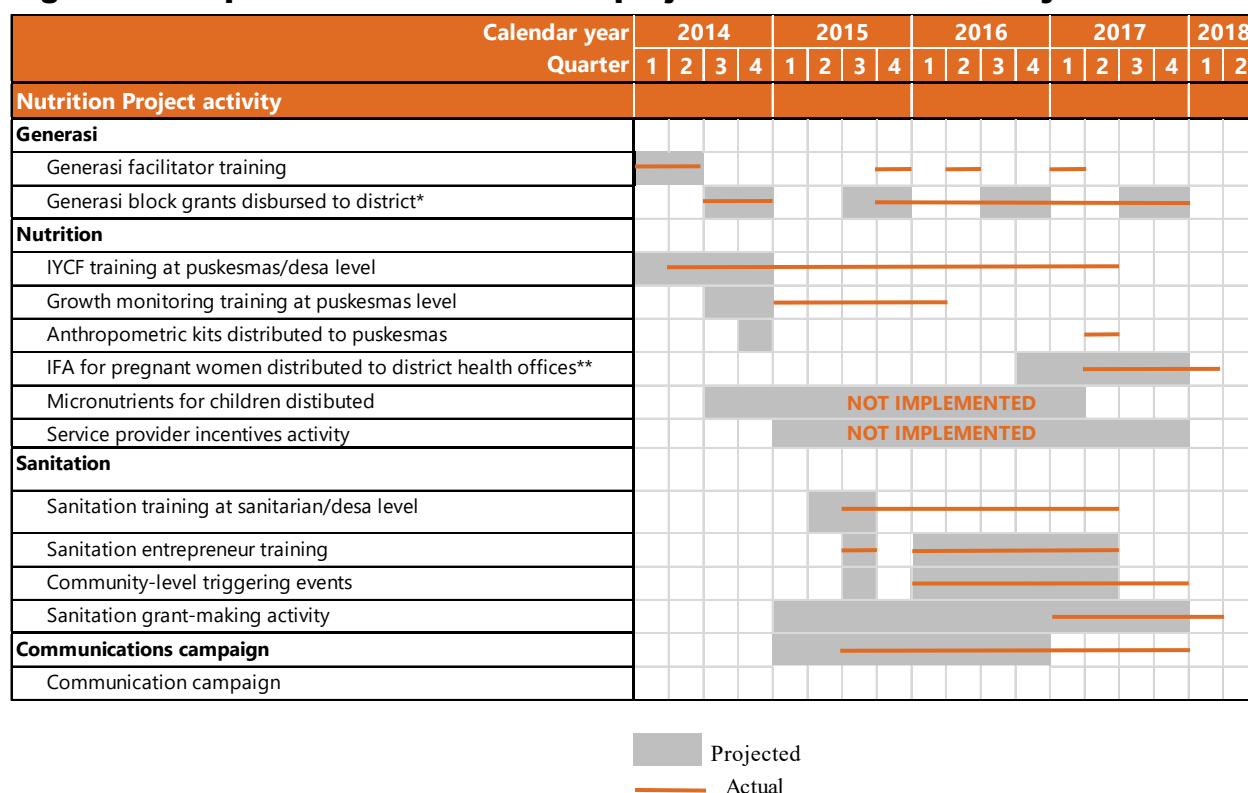 Calendar year 2014 2015 2016 2017 2018
Quarter 1 2 3 4 1 2 3 4 1 2 3 4 1 2 3 4 1 2
Nutrition Project activity
Generasi
Generasi facilitator training
Generasi block grants disbursed to district*
Nutrition
IYCF training at puskesmas/desa level
Growth monitoring training at puskesmas level
Anthropometric kits distributed to puskesmas
IFA for pregnant women distributed to district health offices**
Micronutrients for children distibuted NOT IMPLEMENTED
Service provider incentives activity NOT IMPLEMENTED
Sanitation
Sanitation training at sanitarian/desa level
Sanitation entrepreneur training
Community-level triggering events
Sanitation grant-making activity
Communications campaign
Communication campaign
Projected
Actual